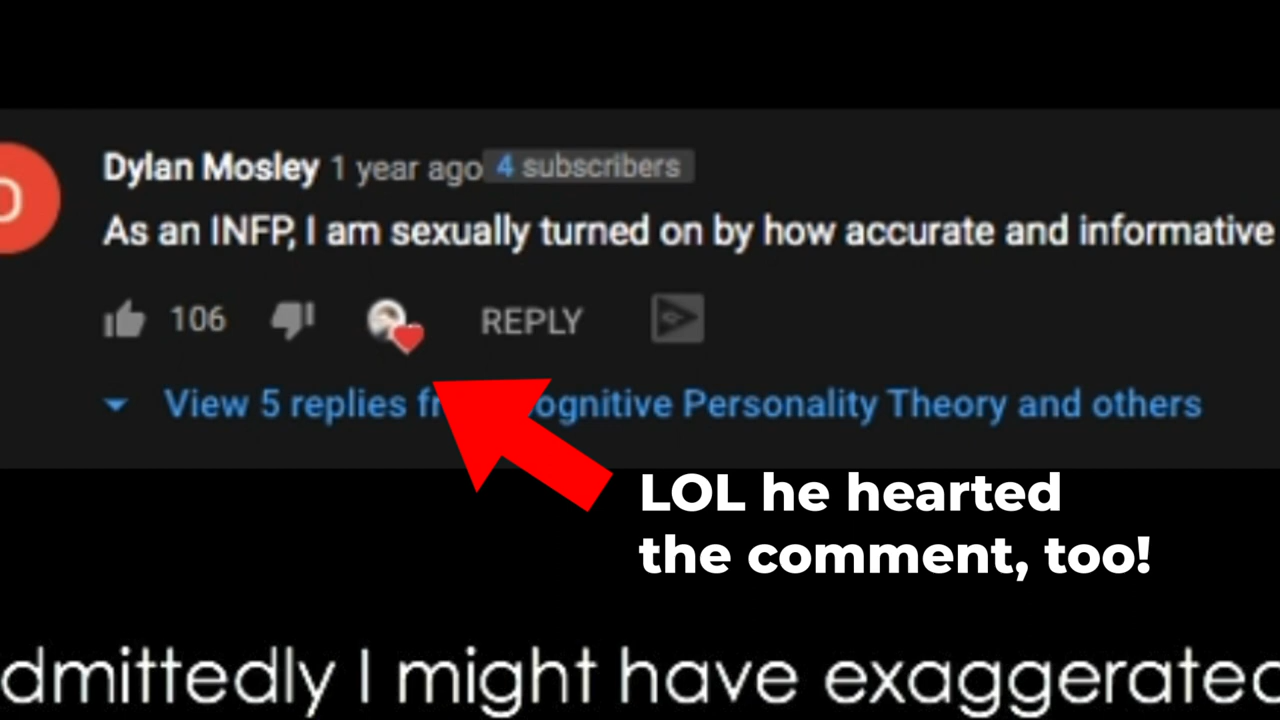 Dylan Mosley 1 year ago 4 subscribers
As an INFP, I am sexually turned on by how accurate and informative
106 REPLY
View 5 replies fr ognitive Personality Theory and others
LOL he hearted
the comment, too!
dmittedly I might have exaggerated